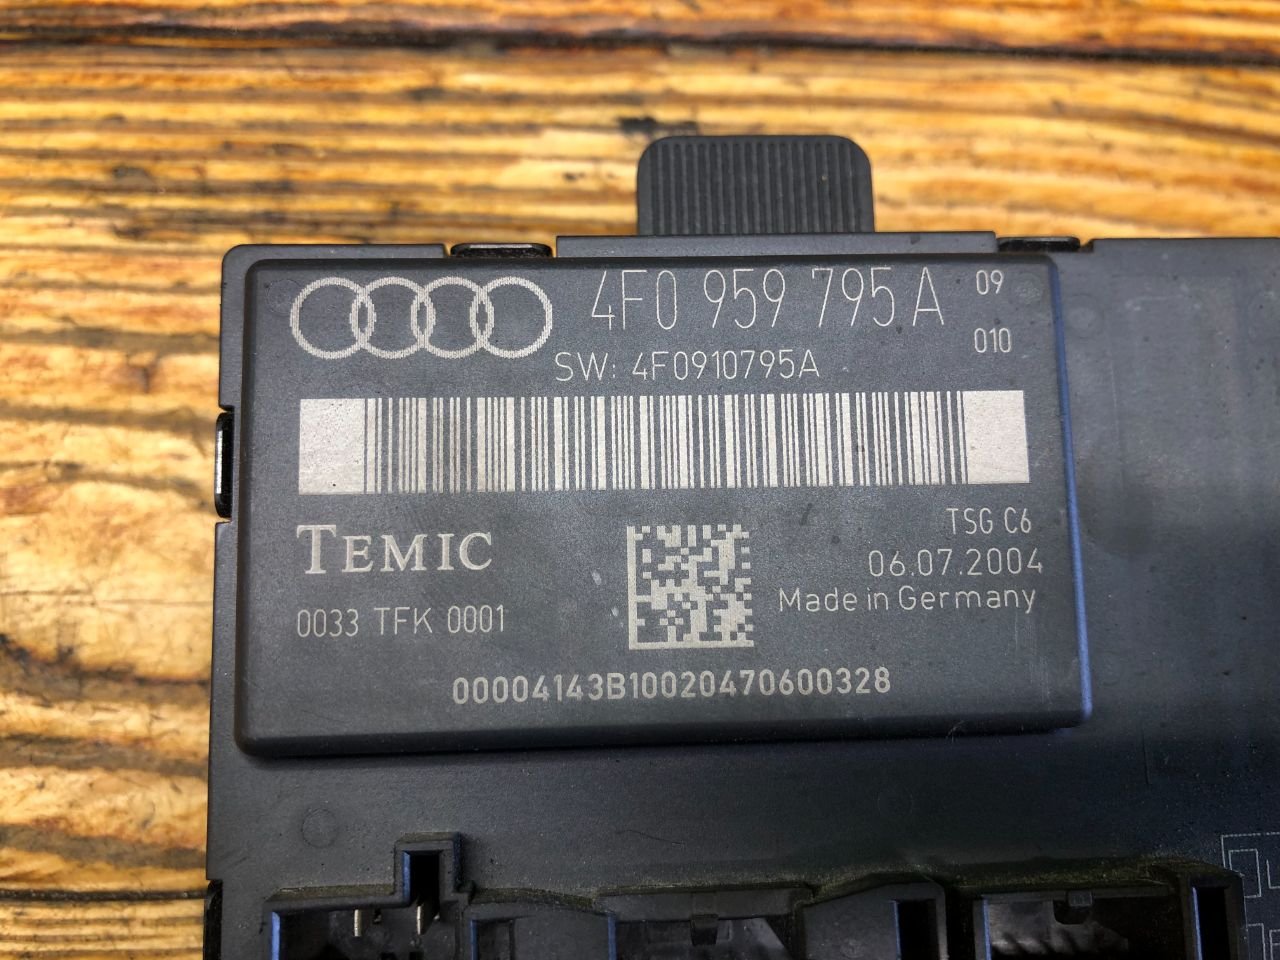 4F0 959 795 A 09
010
SW: 4F0910795A
TEMIC
TSG C6
06.07.2004
0033 TFK 0001
Made in Germany
00004143B10020470600328